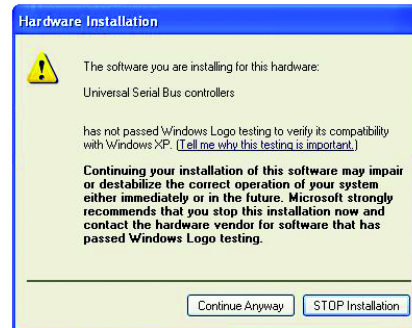 Hardware Installation
The software you are installing for this hardware:
Universal Serial Bus controllers
has not passed Windows Logo testing to verify its compatibility
with Windows XP. (Tell me why this testing is important.)
Continuing your installation of this software may impair
or destabilize the correct operation of your system
either immediately or in the future. Microsoft strongly
recommends that you stop this installation now and
contact the hardware vendor for software that has
passed Windows Logo testing.
Continue Anyway
STOP Installation